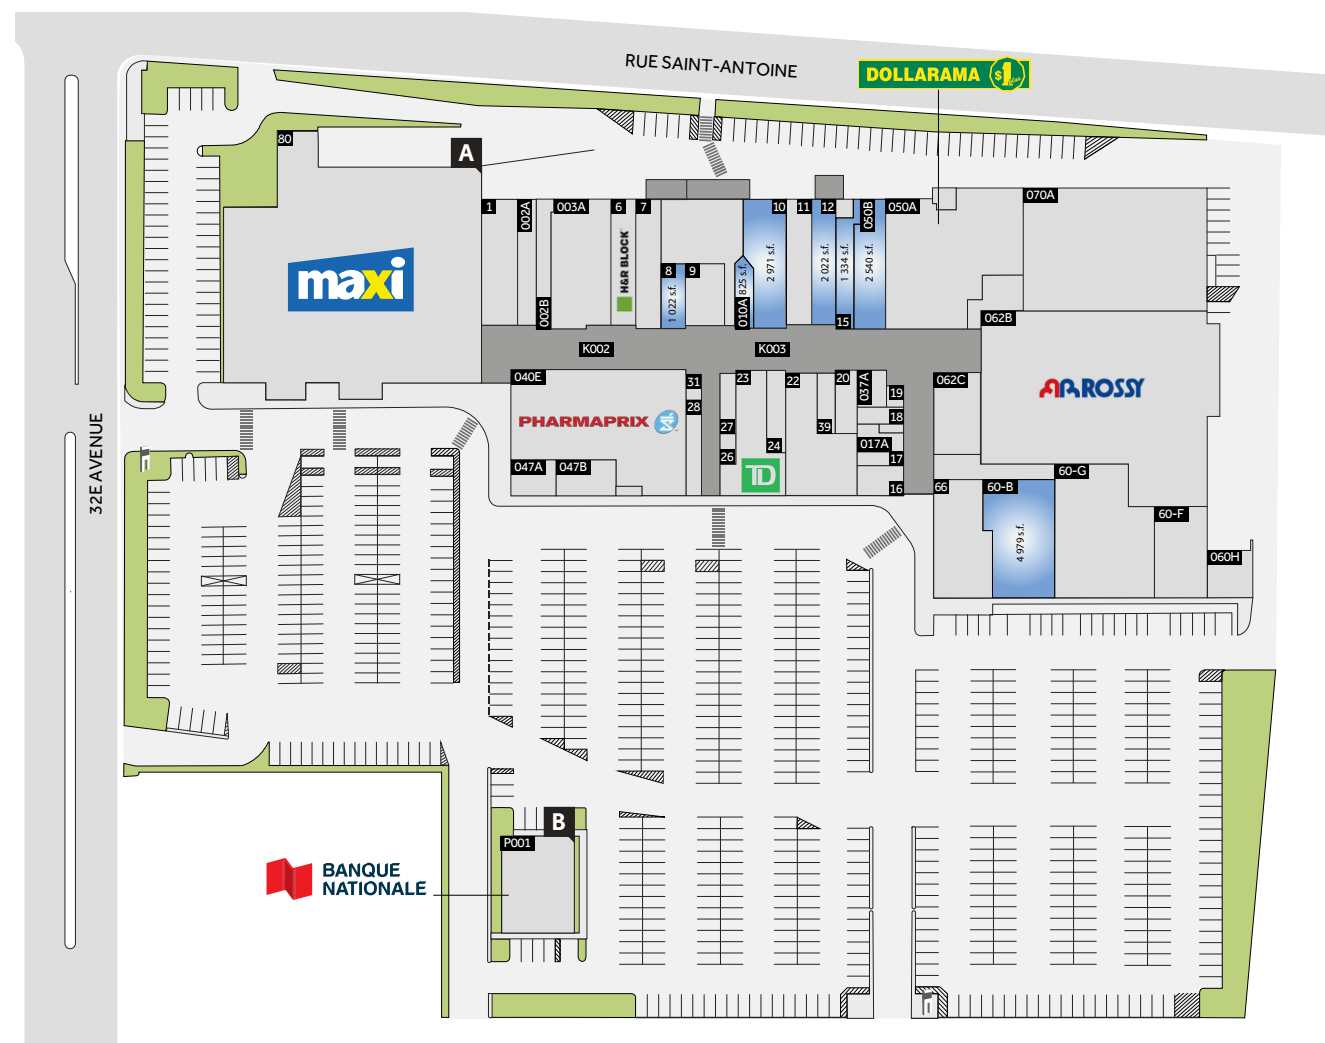 RUE SAINT-ANTOINE
DOLLARAMA $1 plus
80
A
1
002A
003A
6
7
10
11
12
050B
050A
070A
maxi
H&R BLOCK
8
9
1 022 s.f.
010A
825 s.f.
2 971 s.f.
2 022 s.f.
1 334 s.f.
2 540 s.f.
002B
15
062B
K002
K003
040E
31
23
22
20
037A
19
062C
ROSSY
28
18
PHARMAPRIX
27
39
24
017A
26
17
047A
047B
TD
16
66
60-B
60-G
4 979 s.f.
60-F
060H
32E AVENUE
B
P001
BANQUE
NATIONALE